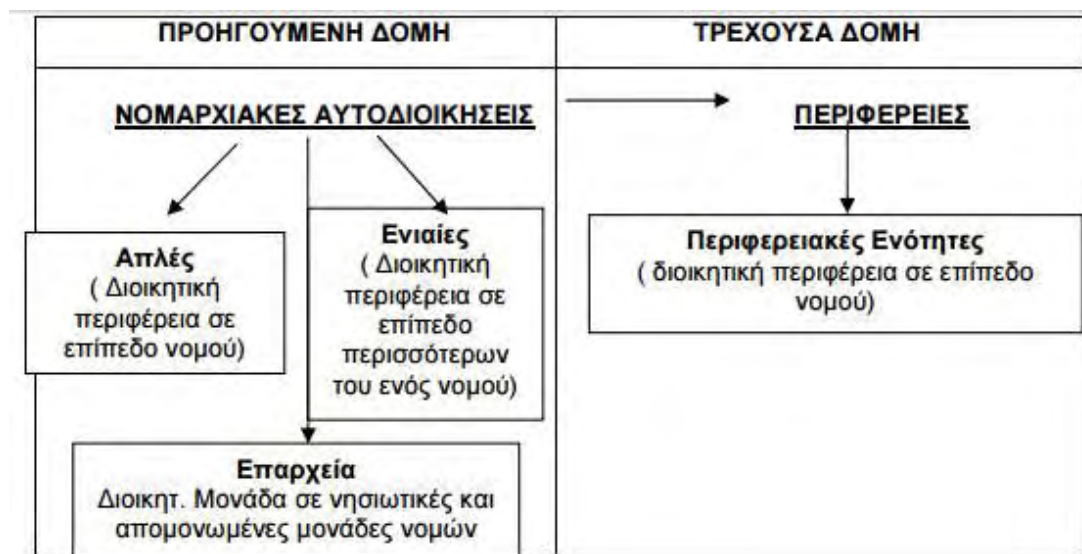 ΠΡΟΗΓΟΥΜΕΝΗ ΔΟΜΗ
ΤΡΕΧΟΥΣΑ ΔΟΜΗ
ΝΟΜΑΡΧΙΑΚΕΣ ΑΥΤΟΔΙΟΙΚΗΣΕΙΣ
ΠΕΡΙΦΕΡΕΙΕΣ
Απλές
( Διοικητική
περιφέρεια σε
επίπεδο νομού)
Ενιαίες
( Διοικητική
περιφέρεια σε
επίπεδο
περισσότερων
του ενός νομού)
Περιφερειακές Ενότητες
( διοικητική περιφέρεια σε επίπεδο
νομού)
Επαρχεία
Διοικητ. Μονάδα σε νησιωτικές και
απομονωμένες μονάδες νομών